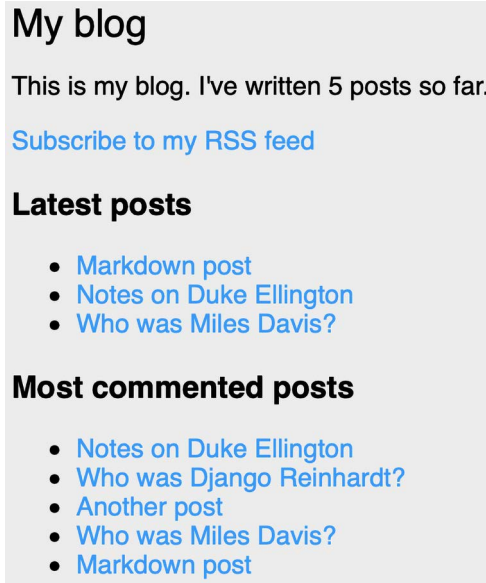 My blog
This is my blog. I've written 5 posts so far.
Subscribe to my RSS feed
Latest posts
Markdown post
Notes on Duke Ellington
Who was Miles Davis?
Most commented posts
Notes on Duke Ellington
Who was Django Reinhardt?
Another post
Who was Miles Davis?
Markdown post